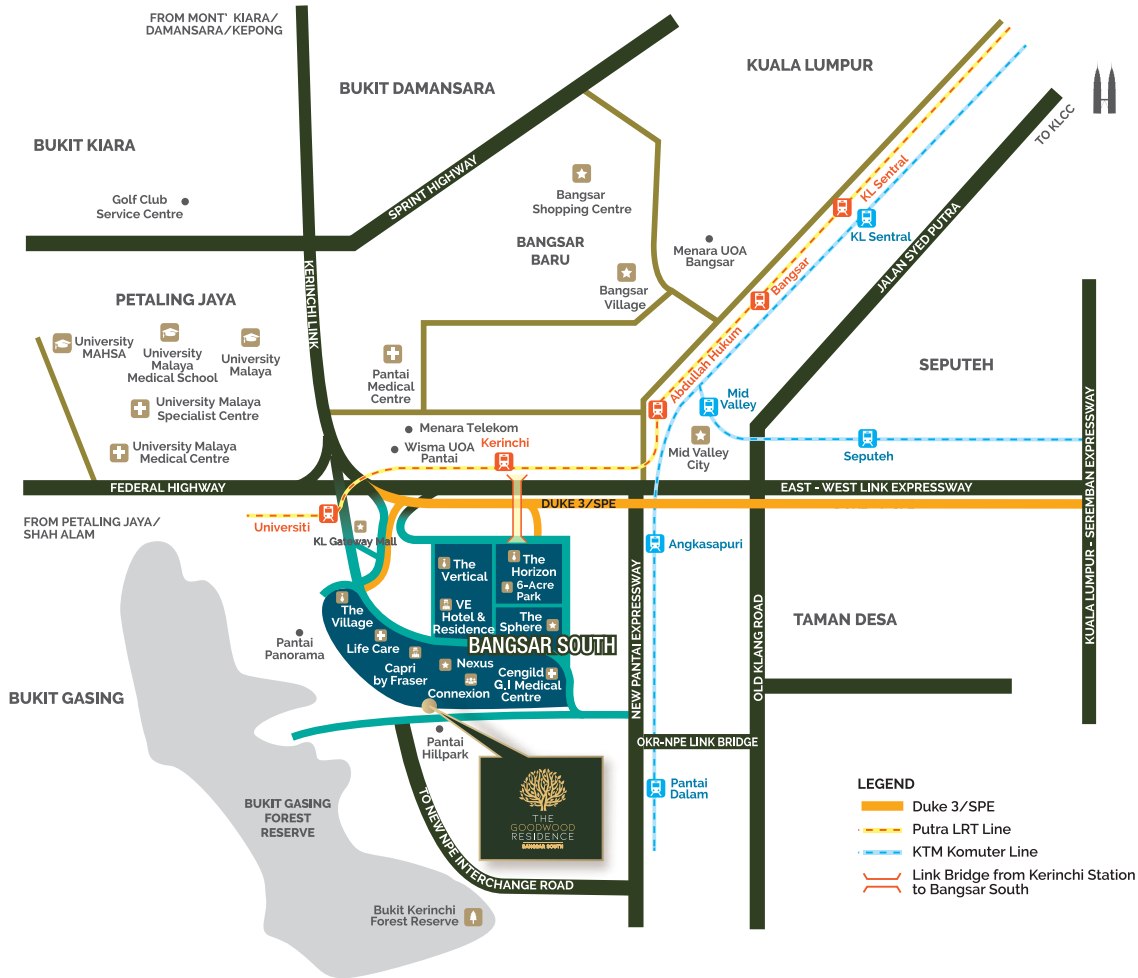 FROM MONT' KIARA/
DAMANSARA/KEPONG
BUKIT DAMANSARA
KUALA LUMPUR
TO KLCC
BUKIT KIARA
Golf Club
Service Centre
SPRINT HIGHWAY
Bangsar
Shopping Centre
KL Sentral
KL Sentral
JALAN SYED PUTRA
BANGSAR
BARU
Menara UOA
Bangsar
Bangsar
Village
Bangsar
KERINCHI LINK
PETALING JAYA
University
MAHSA
University
Malaya
Medical School
University
Malaya
Pantai
Medical
Centre
Abdullah Hukum
SEPUTEH
Mid
Valley
University Malaya
Specialist Centre
University Malaya
Medical Centre
Menara Telekom
Wisma UOA
Pantai
Kerinchi
Mid Valley
City
Seputeh
FEDERAL HIGHWAY
EAST - WEST LINK EXPRESSWAY
DUKE 3/SPE
FROM PETALING JAYA/
SHAH ALAM
Universiti
KL Gateway Mall
Angkasapuri
KUALA LUMPUR - SEREMBAN EXPRESSWAY
The
Vertical
The
Horizon
6-Acre
Park
VE
Hotel &
Residence
The
Sphere
The
Village
Life Care
BANGSAR SOUTH
Pantai
Panorama
Capri
by Fraser
Nexus
Connexion
Cengild
G,I Medical
Centre
NEW PANTAI EXPRESSWAY
OLD KLANG ROAD
TAMAN DESA
BUKIT GASING
Pantai
Hillpark
OKR-NPE LINK BRIDGE
Pantai
Dalam
THE
GOODWOOD
RESIDENCE
BANGSAR SOUTH
BUKIT GASING
FOREST
RESERVE
TO NEW NPE INTERCHANGE ROAD
Bukit Kerinchi
Forest Reserve
LEGEND
Duke 3/SPE
Putra LRT Line
KTM Komuter Line
Link Bridge from Kerinchi Station
to Bangsar South